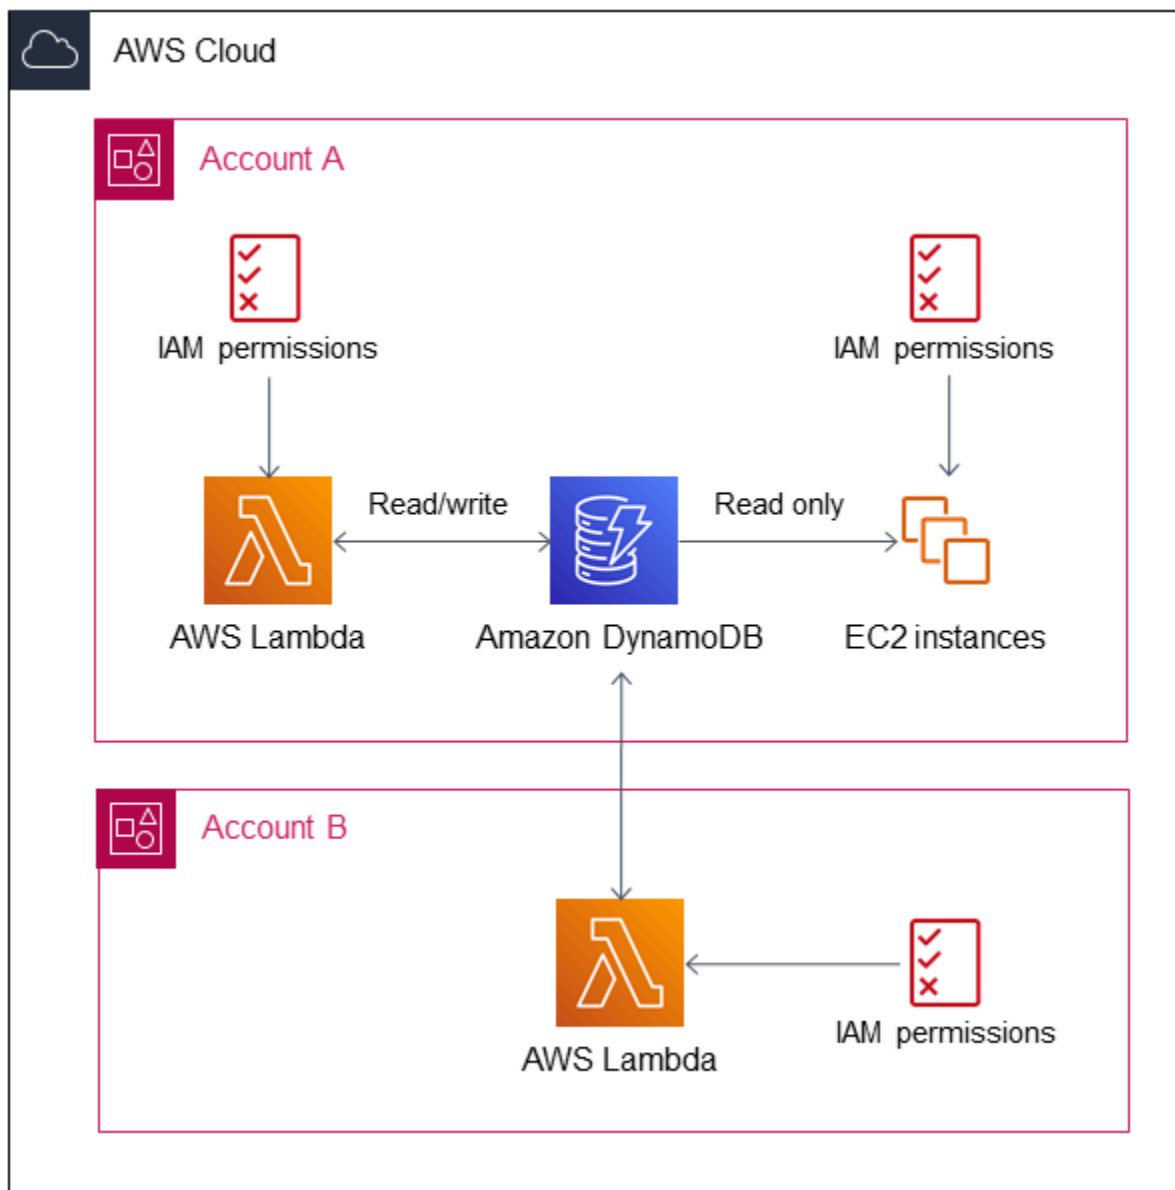 AWS Cloud
Account A
IAM permissions
IAM permissions
Read/write
Read only
AWS Lambda
Amazon DynamoDB
EC2 instances
Account B
AWS Lambda
IAM permissions